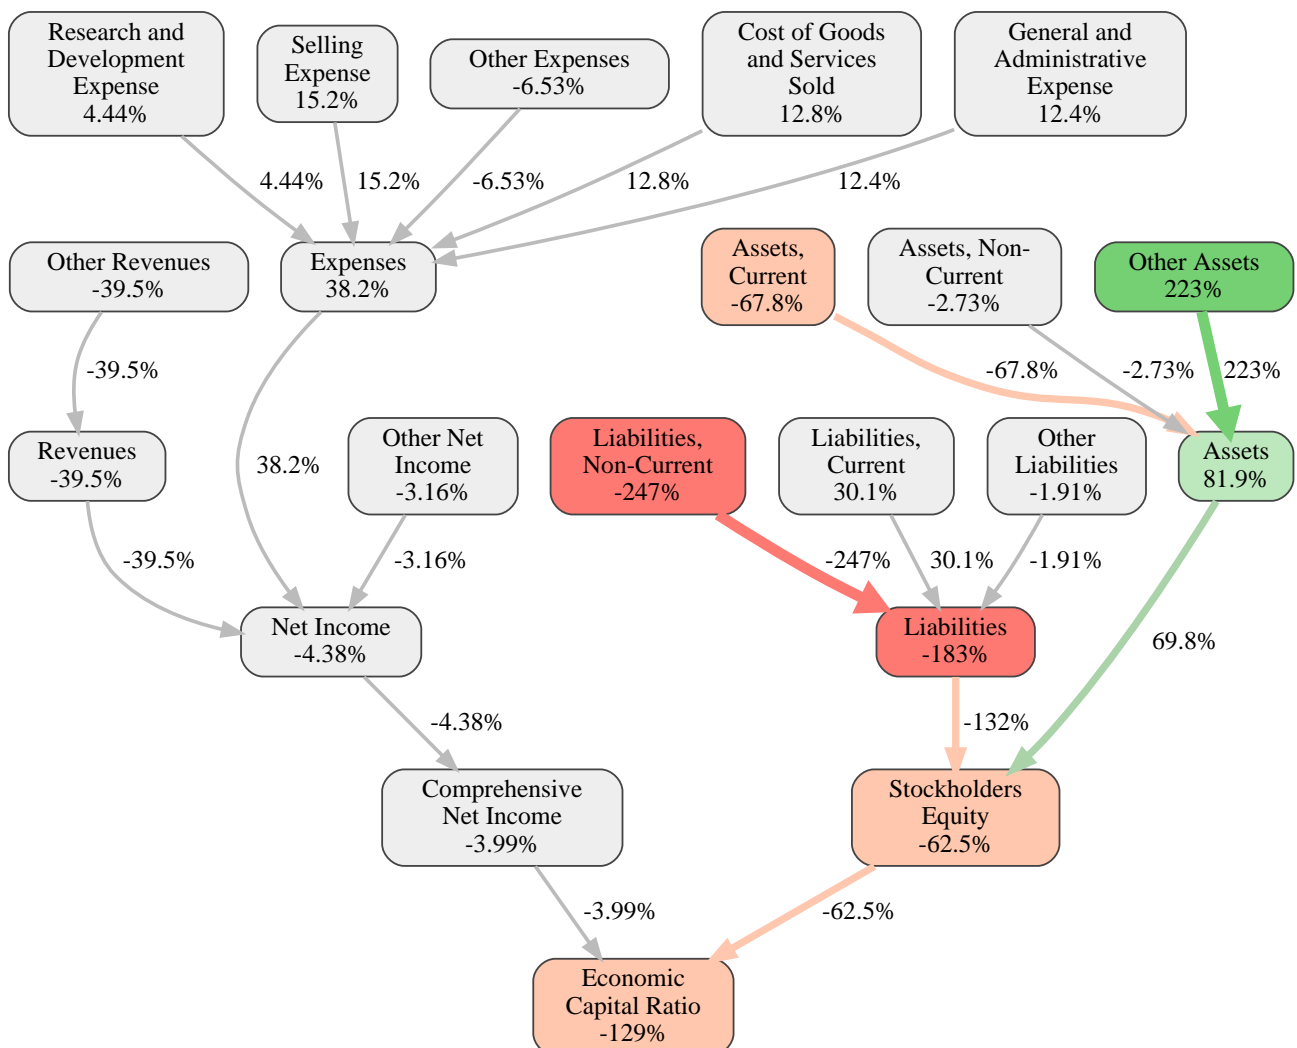 Research and
Development
Expense
4.44%
Selling
Expense
15.2%
Other Expenses
-6.53%
Cost of Goods
and Services
Sold
12.8%
General and
Administrative
Expense
12.4%
4.44%
15.2%
-6.53%
12.8%
12.4%
Other Revenues
-39.5%
Expenses
38.2%
Assets,
Current
-67.8%
Assets, Non-
Current
-2.73%
Other Assets
223%
-39.5%
-67.8%
-2.73%
223%
Revenues
-39.5%
38.2%
Other Net
Income
-3.16%
Liabilities,
Non-Current
-247%
Liabilities,
Current
30.1%
Other
Liabilities
-1.91%
Assets
81.9%
-39.5%
-3.16%
-247%
30.1%
-1.91%
Net Income
-4.38%
Liabilities
-183%
69.8%
-4.38%
-132%
Comprehensive
Net Income
-3.99%
Stockholders
Equity
-62.5%
-3.99%
-62.5%
Economic
Capital Ratio
-129%